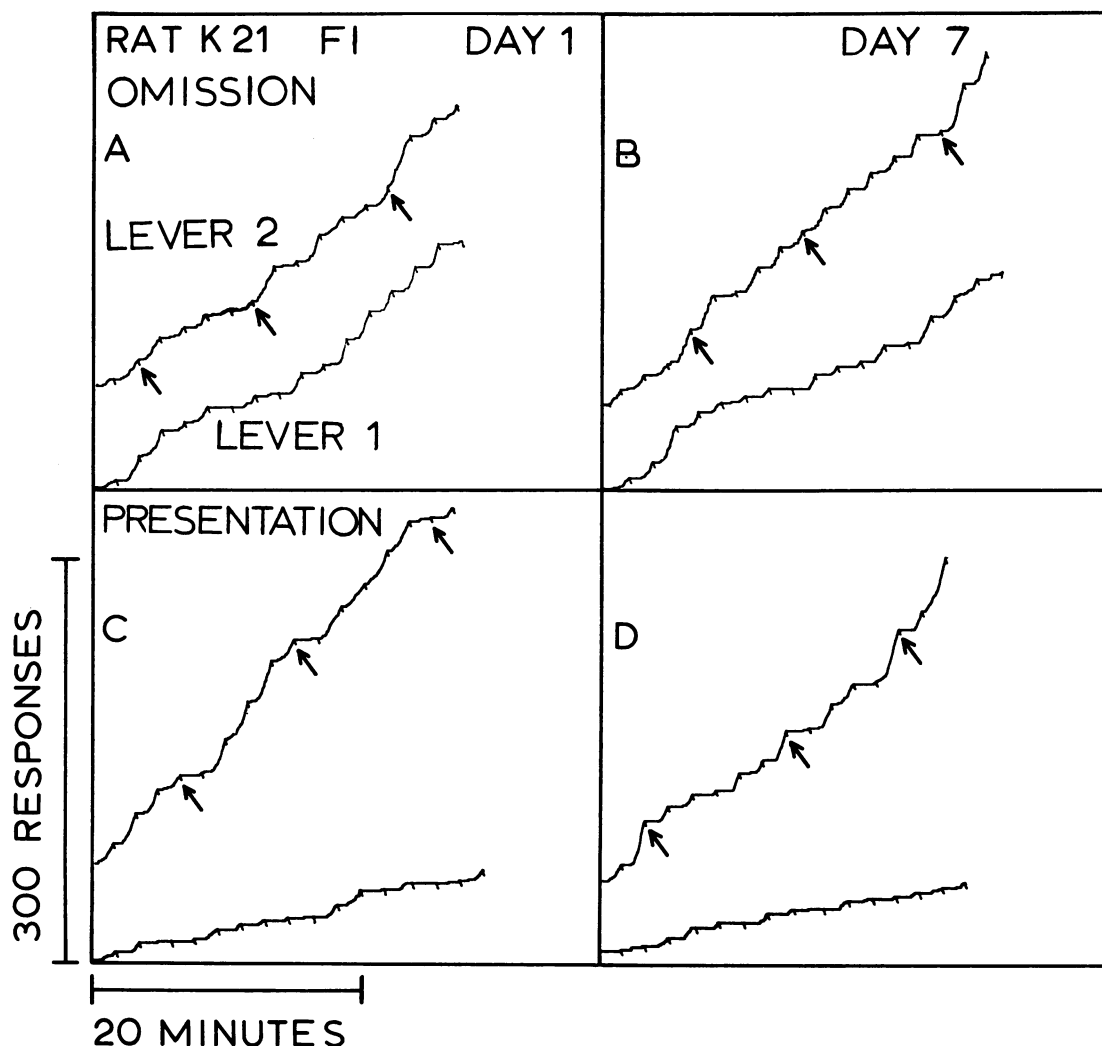 RAT K21 FI DAY 1
DAY 7
OMISSION
A
B
LEVER 2
LEVER 1
PRESENTATION
C
D
300 RESPONSES
20 MINUTES